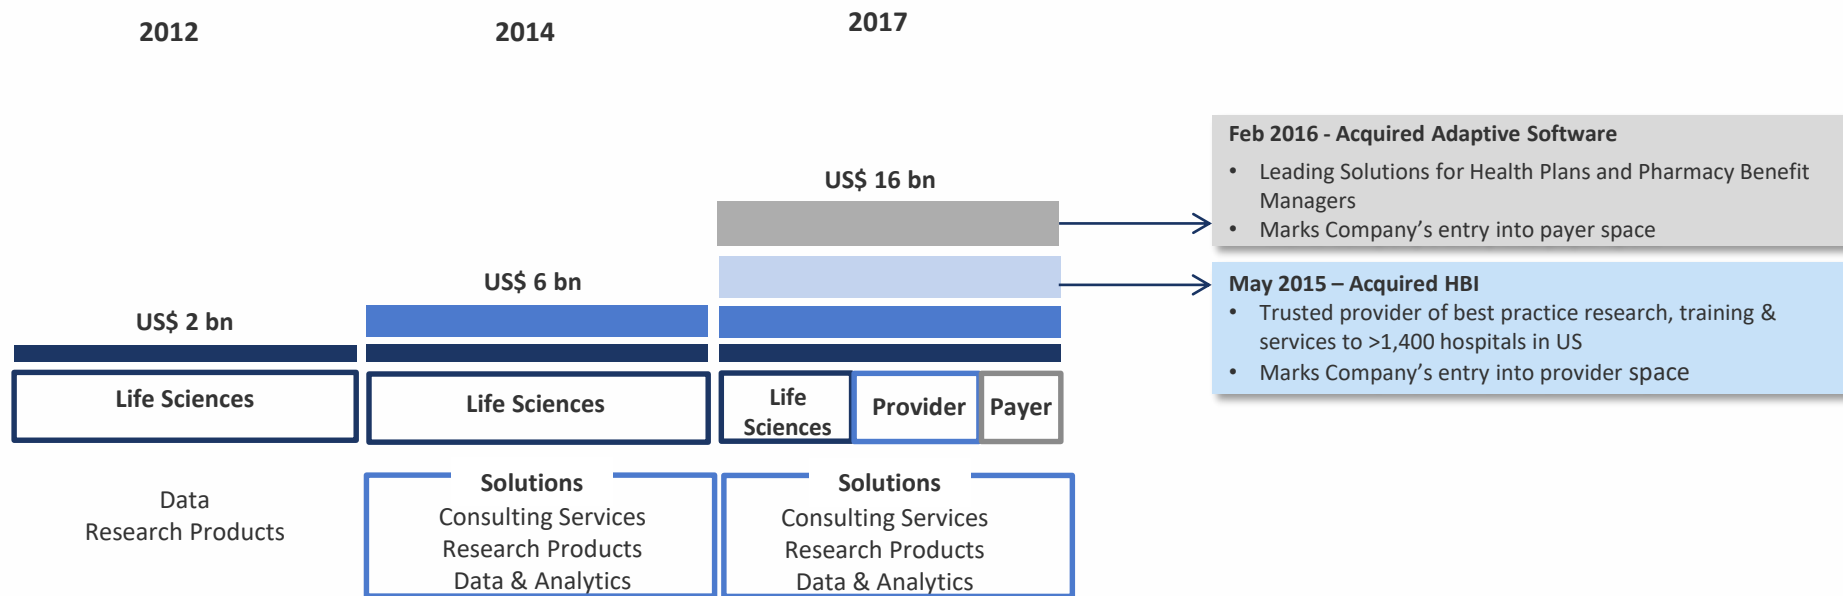 2012
2014
2017
US$ 2 bn
US$ 6 bn
US$ 16 bn
Life Sciences
Life Sciences
Life
Sciences
Provider
Payer
Data
Research Products
Solutions
Consulting Services
Research Products
Data & Analytics
Solutions
Consulting Services
Research Products
Data & Analytics
Feb 2016 - Acquired Adaptive Software
• Leading Solutions for Health Plans and Pharmacy Benefit
Managers
• Marks Company’s entry into payer space
May 2015 – Acquired HBI
• Trusted provider of best practice research, training &
services to >1,400 hospitals in US
• Marks Company’s entry into provider space